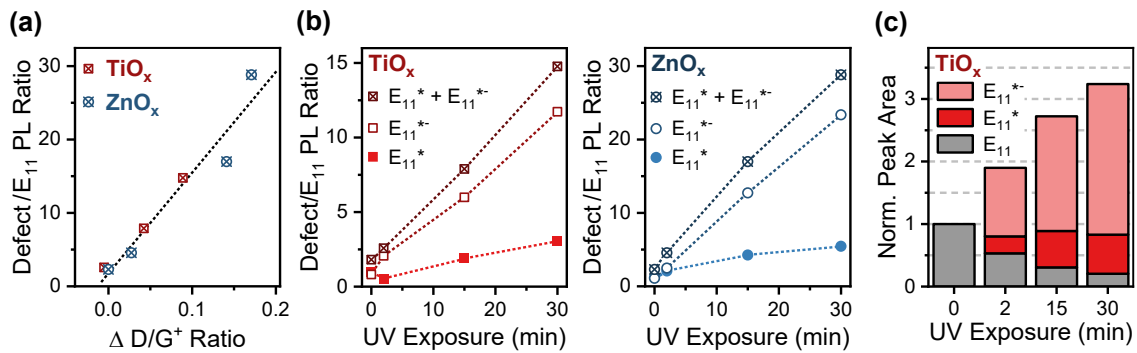 (a)
Defect/E₁₁ PL Ratio
30
20
10
0
TiOₓ
ZnOₓ
0.0
0.1
0.2
Δ D/G⁺ Ratio
(b)
Defect/E₁₁ PL Ratio
15
10
5
0
TiOₓ
E₁₁* + E₁₁*⁻
E₁₁*⁻
E₁₁*
0
10
20
30
UV Exposure (min)
Defect/E₁₁ PL Ratio
30
20
10
0
ZnOₓ
E₁₁* + E₁₁*⁻
E₁₁*⁻
E₁₁*
0
10
20
30
UV Exposure (min)
(c)
Norm. Peak Area
3
2
1
0
TiOₓ
E₁₁*⁻
E₁₁*
E₁₁
0
2
15
30
UV Exposure (min)